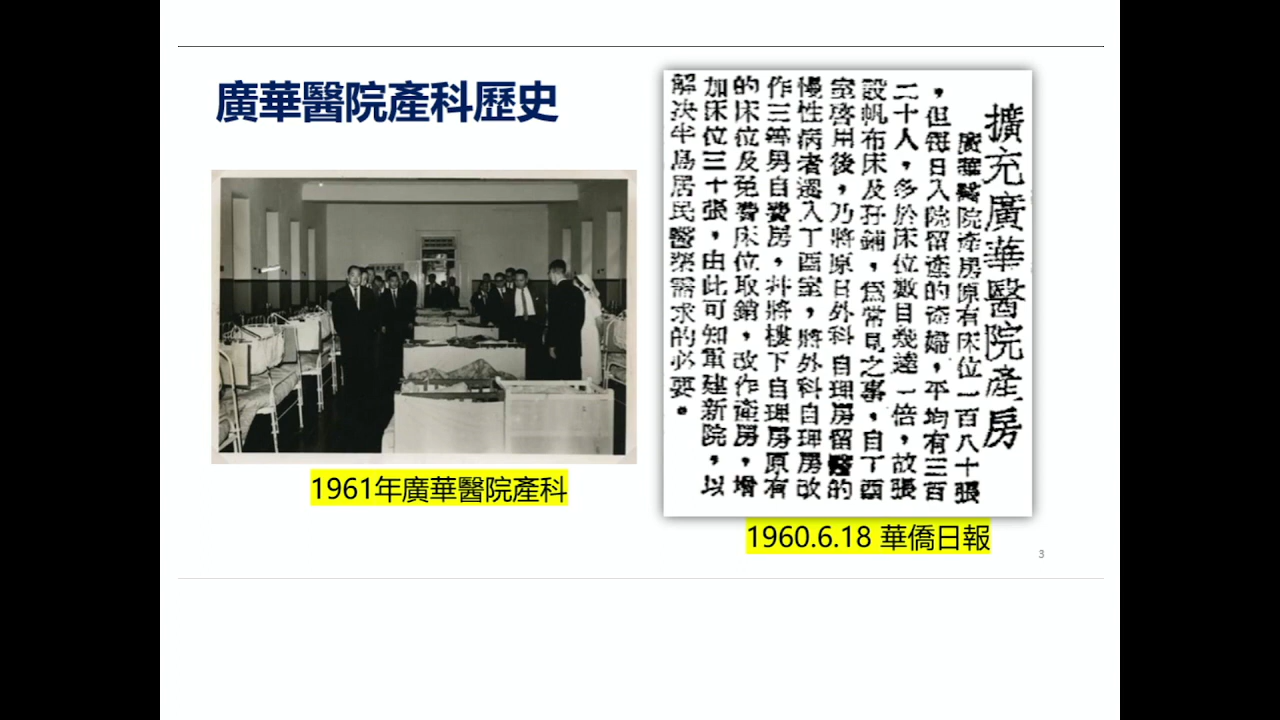 廣華醫院產科歷史
1961年廣華醫院產科
擴充廣華醫院產房
廣華醫院產房原有床位一百八十張
，但每日入院留產的產婦，平均有三百
二十人，多於床位數目幾達一倍，故張
設帆布床及孖鋪，爲常見之事，自丁酉
室啓用後，乃將原日外科自理房留醫的
慢性病者遷入丁酉室，將外科自理房改
作三等男自費房，幷將樓下自理房原有
的床位及免費床位取銷，改作產房，增
加床位三十張，由此可知重建新院，以
解决半島居民醫藥需求的必要。
1960.6.18 華僑日報
3